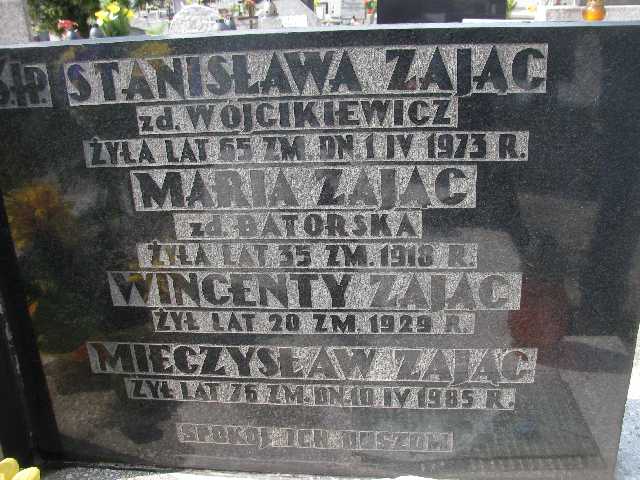 Ś.P. STANISŁAWA ZAJĄC
zd. WÓJCIKIEWICZ
ŻYŁA LAT 65 ZM. DN. 1 IV 1973 R.
MARIA ZAJĄC
zd. BATORSKA
ŻYŁA LAT 35 ZM. 1918 R.
WINCENTY ZAJĄC
ŻYŁ LAT 20 ZM. 1929 R.
MIECZYSŁAW ZAJĄC
ŻYŁ LAT 76 ZM. DN. 10 IV 1985 R.
SPOKÓJ ICH DUSZOM